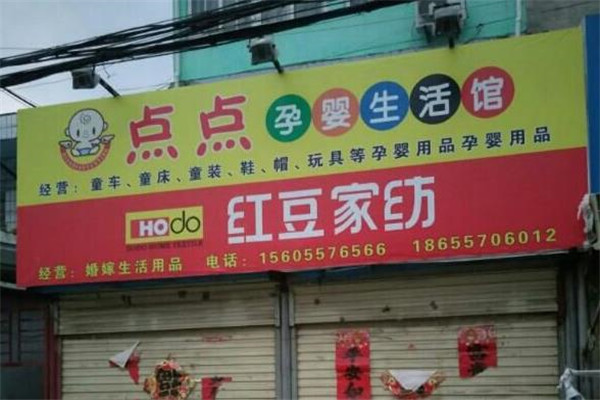 点点孕婴生活馆
经营：童车、童床、童装、鞋、帽、玩具等孕婴用品孕婴用品
HOdo
红豆家纺
经营：婚嫁生活用品 电话：15605576566 18655706012